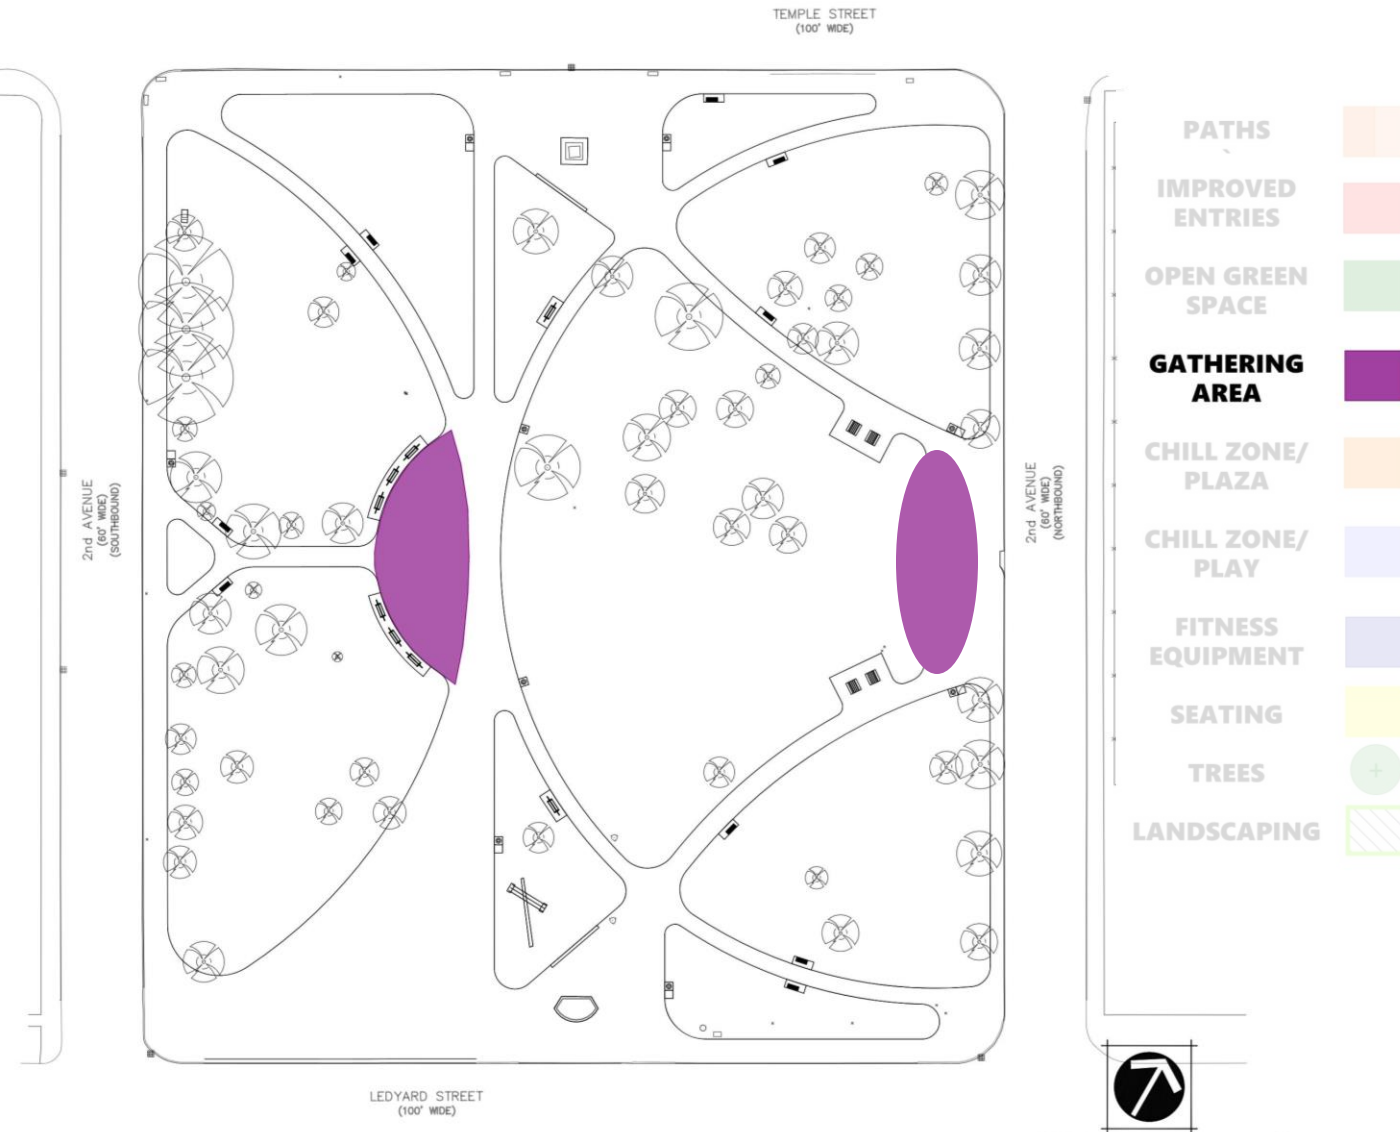 TEMPLE STREET
(100' WIDE)
2nd AVENUE
(60' WIDE)
(SOUTHBOUND)
2nd AVENUE
(60' WIDE)
(NORTHBOUND)
LEDYARD STREET
(100' WIDE)
PATHS
IMPROVED
ENTRIES
OPEN GREEN
SPACE
GATHERING
AREA
CHILL ZONE/
PLAZA
CHILL ZONE/
PLAY
FITNESS
EQUIPMENT
SEATING
TREES
LANDSCAPING